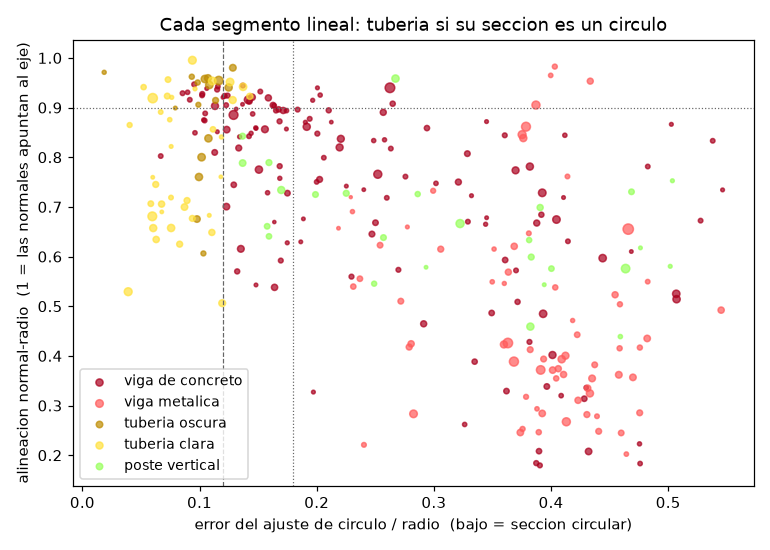 Cada segmento lineal: tuberia si su seccion es un circulo
alineacion normal-radio (1 = las normales apuntan al eje)
1.0
0.9
0.8
0.7
0.6
0.5
0.4
0.3
0.2
viga de concreto
viga metalica
tuberia oscura
tuberia clara
poste vertical
0.0 0.1 0.2 0.3 0.4 0.5
error del ajuste de circulo / radio (bajo = seccion circular)